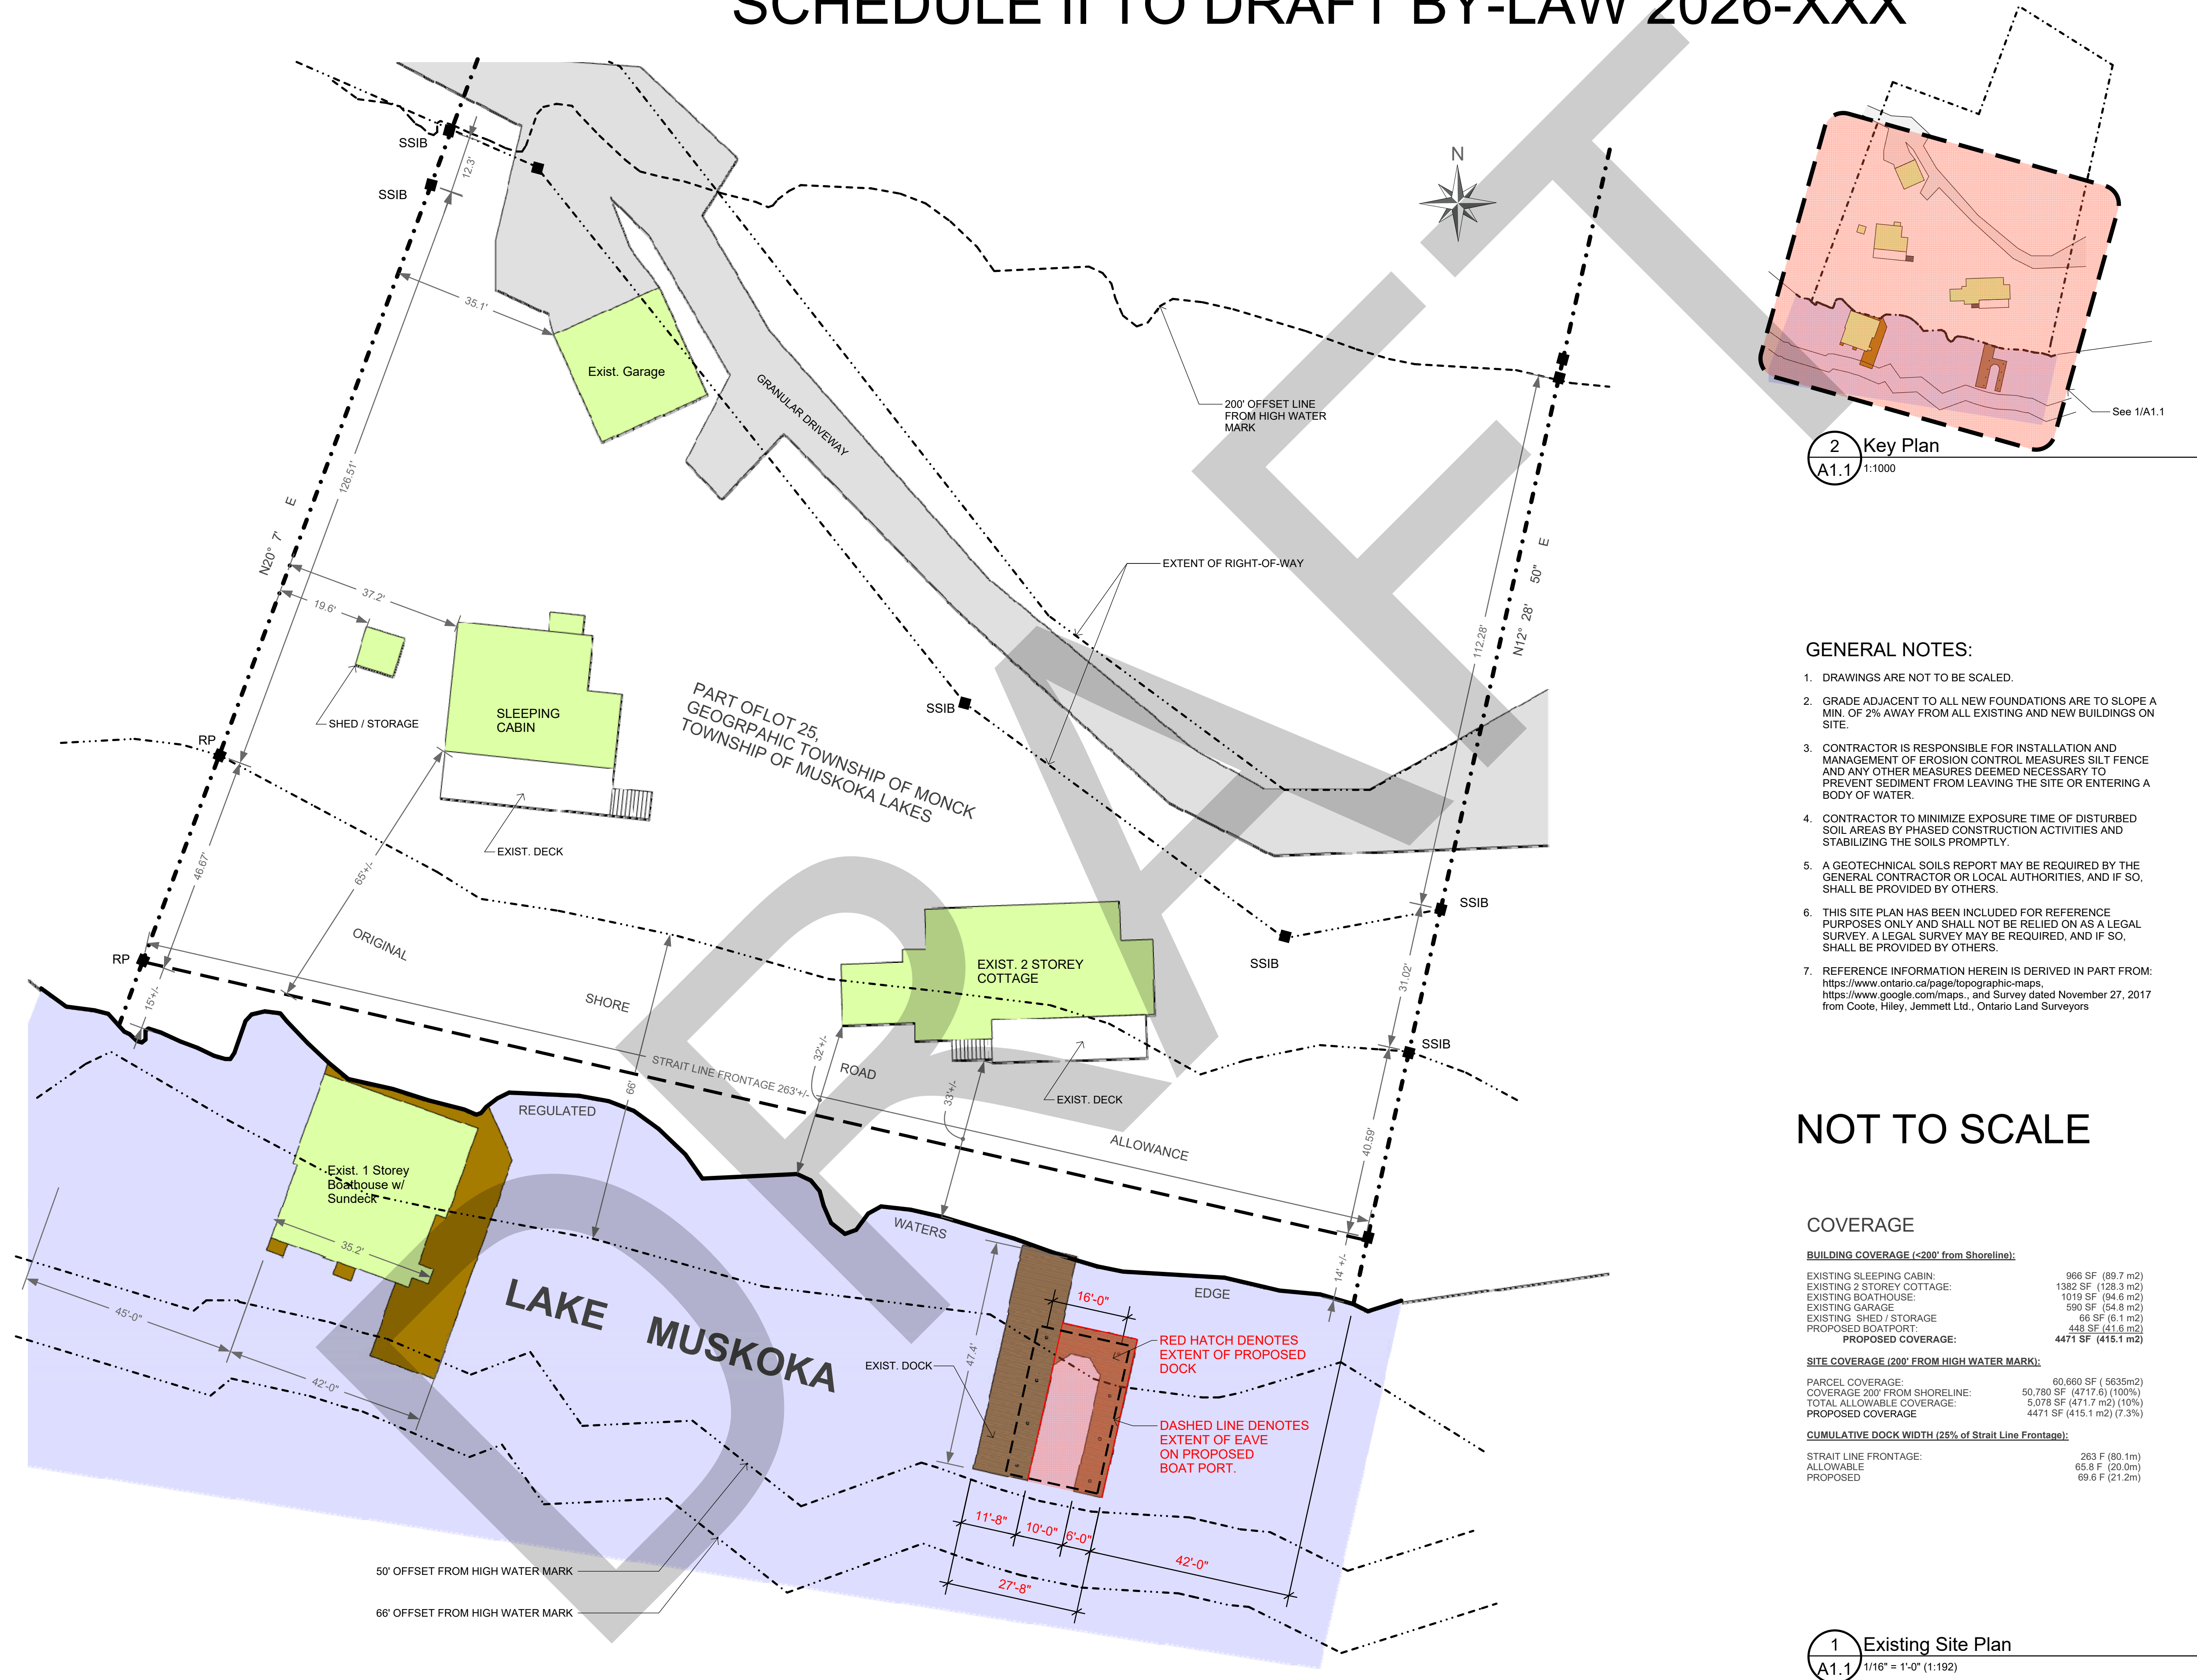 SCHEDULE II TO DRAFT BY-LAW 2026-XXX
SSIB
SSIB
12.3'
35.1'
126.51'
N20° 7' E
Exist. Garage
GRANULAR DRIVEWAY
N
200' OFFSET LINE
FROM HIGH WATER
MARK
EXTENT OF RIGHT-OF-WAY
N12° 28' 50" E
112.28'
37.2'
19.6'
SHED / STORAGE
SLEEPING
CABIN
EXIST. DECK
PART OFLOT 25,
GEOGRPAHIC TOWNSHIP OF MONCK
TOWNSHIP OF MUSKOKA LAKES
SSIB
RP
46.67'
65'+/-
RP
15'+/-
ORIGINAL
SHORE
ROAD
ALLOWANCE
STRAIT LINE FRONTAGE 263'+/-
66'
32'+/-
33'+/-
EXIST. 2 STOREY
COTTAGE
EXIST. DECK
SSIB
SSIB
31.02'
SSIB
40.59'
14' +/-
REGULATED
WATERS
EDGE
Exist. 1 Storey
Boathouse w/
Sundeck
35.2'
45'-0"
42'-0"
LAKE MUSKOKA
EXIST. DOCK
47.4'
16'-0"
RED HATCH DENOTES
EXTENT OF PROPOSED
DOCK
DASHED LINE DENOTES
EXTENT OF EAVE
ON PROPOSED
BOAT PORT.
11'-8"
10'-0"
6'-0"
42'-0"
27'-8"
50' OFFSET FROM HIGH WATER MARK
66' OFFSET FROM HIGH WATER MARK
DRAFT
See 1/A1.1
2
A1.1
Key Plan
1:1000
GENERAL NOTES:
1. DRAWINGS ARE NOT TO BE SCALED.
2. GRADE ADJACENT TO ALL NEW FOUNDATIONS ARE TO SLOPE A
MIN. OF 2% AWAY FROM ALL EXISTING AND NEW BUILDINGS ON
SITE.
3. CONTRACTOR IS RESPONSIBLE FOR INSTALLATION AND
MANAGEMENT OF EROSION CONTROL MEASURES SILT FENCE
AND ANY OTHER MEASURES DEEMED NECESSARY TO
PREVENT SEDIMENT FROM LEAVING THE SITE OR ENTERING A
BODY OF WATER.
4. CONTRACTOR TO MINIMIZE EXPOSURE TIME OF DISTURBED
SOIL AREAS BY PHASED CONSTRUCTION ACTIVITIES AND
STABILIZING THE SOILS PROMPTLY.
5. A GEOTECHNICAL SOILS REPORT MAY BE REQUIRED BY THE
GENERAL CONTRACTOR OR LOCAL AUTHORITIES, AND IF SO,
SHALL BE PROVIDED BY OTHERS.
6. THIS SITE PLAN HAS BEEN INCLUDED FOR REFERENCE
PURPOSES ONLY AND SHALL NOT BE RELIED ON AS A LEGAL
SURVEY. A LEGAL SURVEY MAY BE REQUIRED, AND IF SO,
SHALL BE PROVIDED BY OTHERS.
7. REFERENCE INFORMATION HEREIN IS DERIVED IN PART FROM:
https://www.ontario.ca/page/topographic-maps,
https://www.google.com/maps., and Survey dated November 27, 2017
from Coote, Hiley, Jemmett Ltd., Ontario Land Surveyors
NOT TO SCALE
COVERAGE
BUILDING COVERAGE (<200' from Shoreline):
EXISTING SLEEPING CABIN: 966 SF (89.7 m2)
EXISTING 2 STOREY COTTAGE: 1382 SF (128.3 m2)
EXISTING BOATHOUSE: 1019 SF (94.6 m2)
EXISTING GARAGE 590 SF (54.8 m2)
EXISTING SHED / STORAGE 66 SF (6.1 m2)
PROPOSED BOATPORT: 448 SF (41.6 m2)
PROPOSED COVERAGE: 4471 SF (415.1 m2)
SITE COVERAGE (200' FROM HIGH WATER MARK):
PARCEL COVERAGE: 60,660 SF ( 5635m2)
COVERAGE 200' FROM SHORELINE: 50,780 SF (4717.6) (100%)
TOTAL ALLOWABLE COVERAGE: 5,078 SF (471.7 m2) (10%)
PROPOSED COVERAGE 4471 SF (415.1 m2) (7.3%)
CUMULATIVE DOCK WIDTH (25% of Strait Line Frontage):
STRAIT LINE FRONTAGE: 263 F (80.1m)
ALLOWABLE 65.8 F (20.0m)
PROPOSED 69.6 F (21.2m)
1
A1.1
Existing Site Plan
1/16" = 1'-0" (1:192)